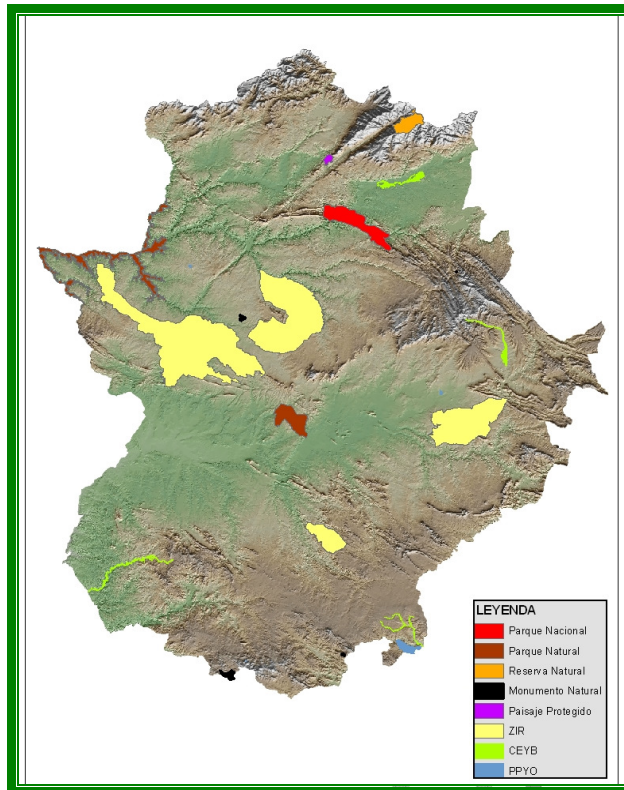 LEYENDA
Parque Nacional
Parque Natural
Reserva Natural
Monumento Natural
Paisaje Protegido
ZIR
CEYB
PPYO